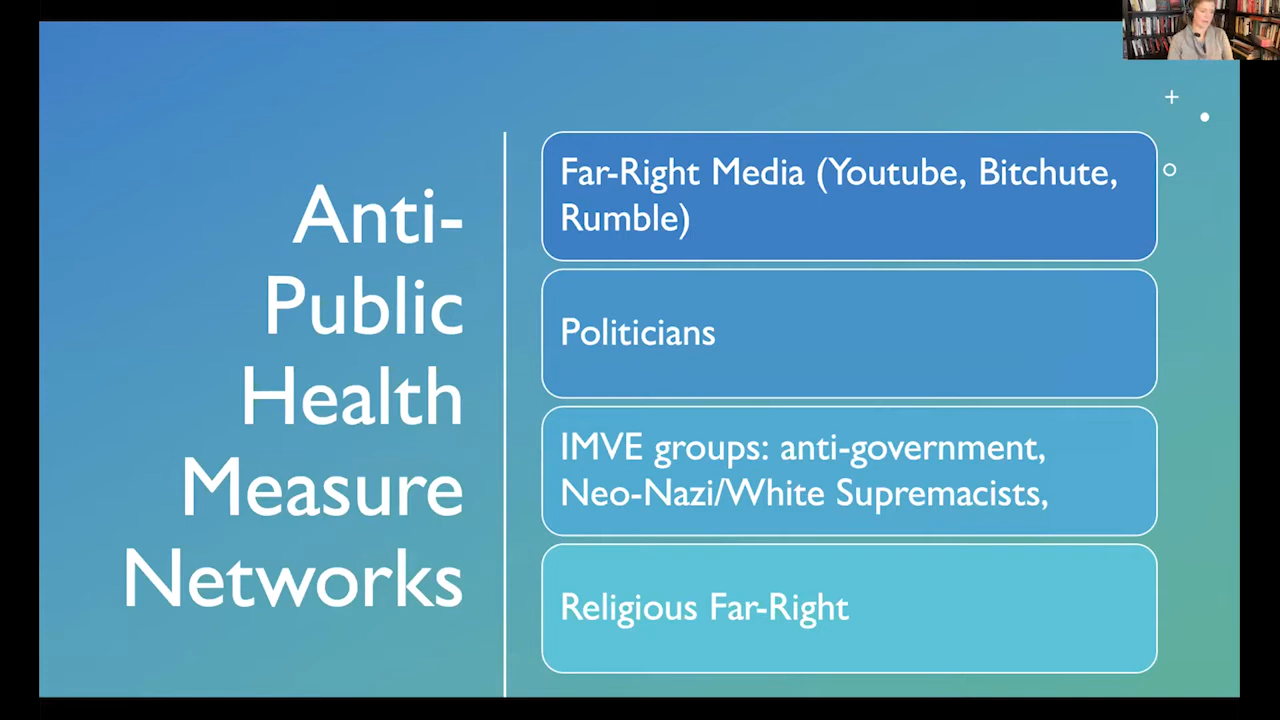 Anti-
Public
Health
Measure
Networks
Far-Right Media (Youtube, Bitchute,
Rumble)
Politicians
IMVE groups: anti-government,
Neo-Nazi/White Supremacists,
Religious Far-Right